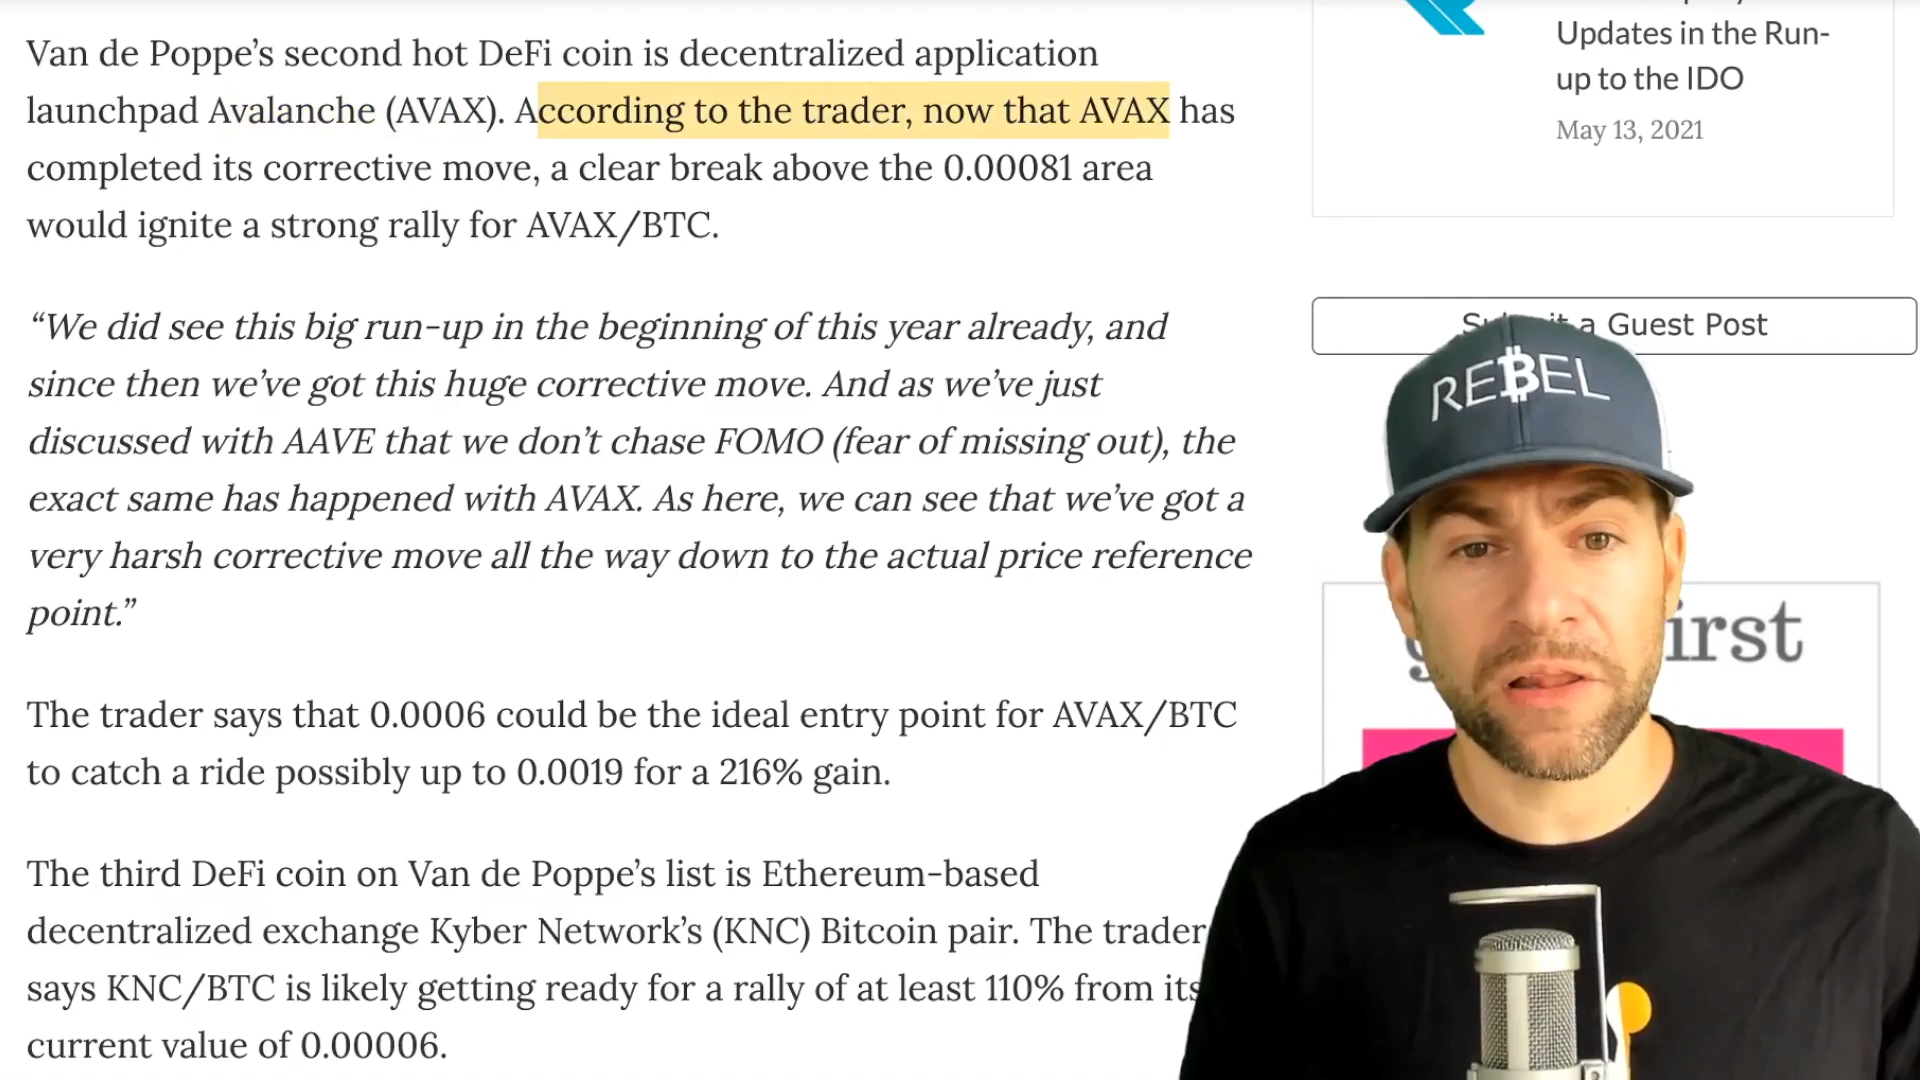 Van de Poppe’s second hot DeFi coin is decentralized application
launchpad Avalanche (AVAX). According to the trader, now that AVAX has
completed its corrective move, a clear break above the 0.00081 area
would ignite a strong rally for AVAX/BTC.
“We did see this big run-up in the beginning of this year already, and
since then we’ve got this huge corrective move. And as we’ve just
discussed with AAVE that we don’t chase FOMO (fear of missing out), the
exact same has happened with AVAX. As here, we can see that we’ve got a
very harsh corrective move all the way down to the actual price reference
point.”
The trader says that 0.0006 could be the ideal entry point for AVAX/BTC
to catch a ride possibly up to 0.0019 for a 216% gain.
The third DeFi coin on Van de Poppe’s list is Ethereum-based
decentralized exchange Kyber Network’s (KNC) Bitcoin pair. The trader
says KNC/BTC is likely getting ready for a rally of at least 110% from its
current value of 0.00006.
Updates in the Run-
up to the IDO
May 13, 2021
a Guest Post
REBEL